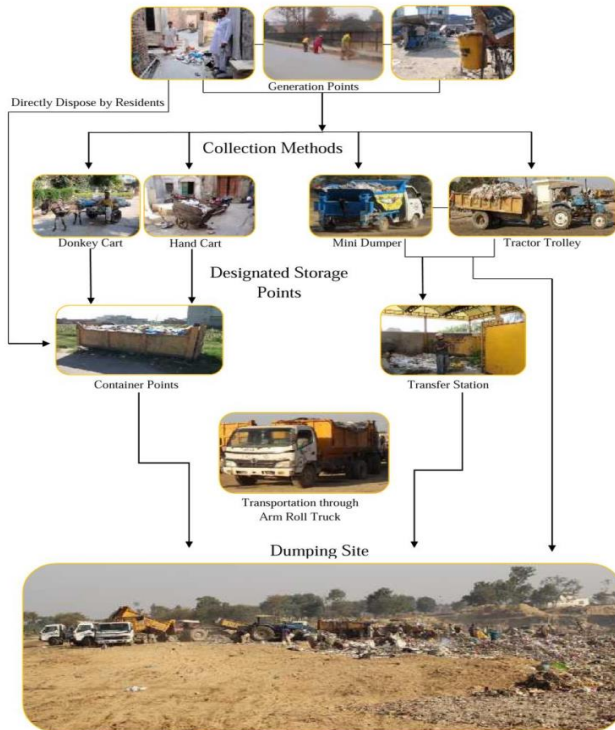 Generation Points
Directly Dispose by Residents
Collection Methods
Donkey Cart
Hand Cart
Mini Dumper
Tractor Trolley
Designated Storage
Points
Container Points
Transfer Station
Transportation through
Arm Roll Truck
Dumping Site